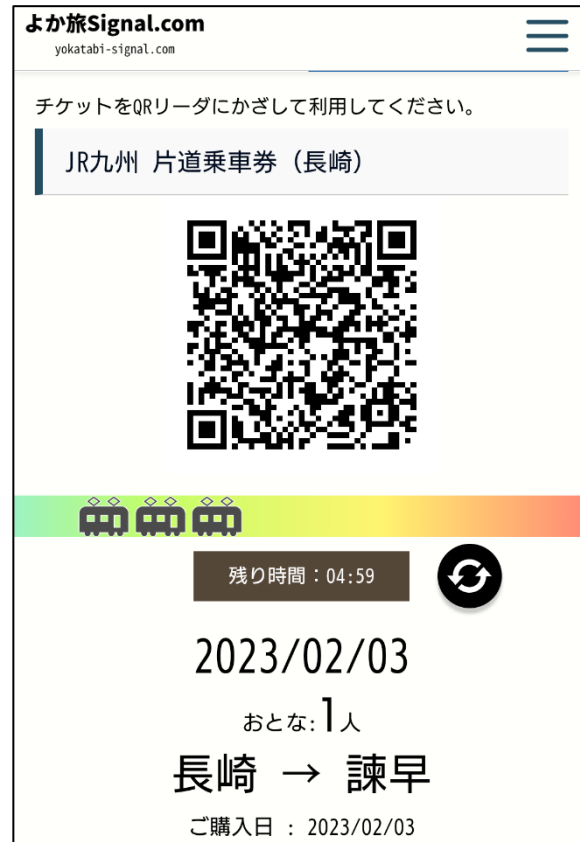 よか旅Signal.com
yokatabi-signal.com
チケットをQRリーダにかざして利用してください。
JR九州 片道乗車券（長崎）
残り時間：04:59
2023/02/03
おとな:1人
長崎 → 諫早
ご購入日 : 2023/02/03